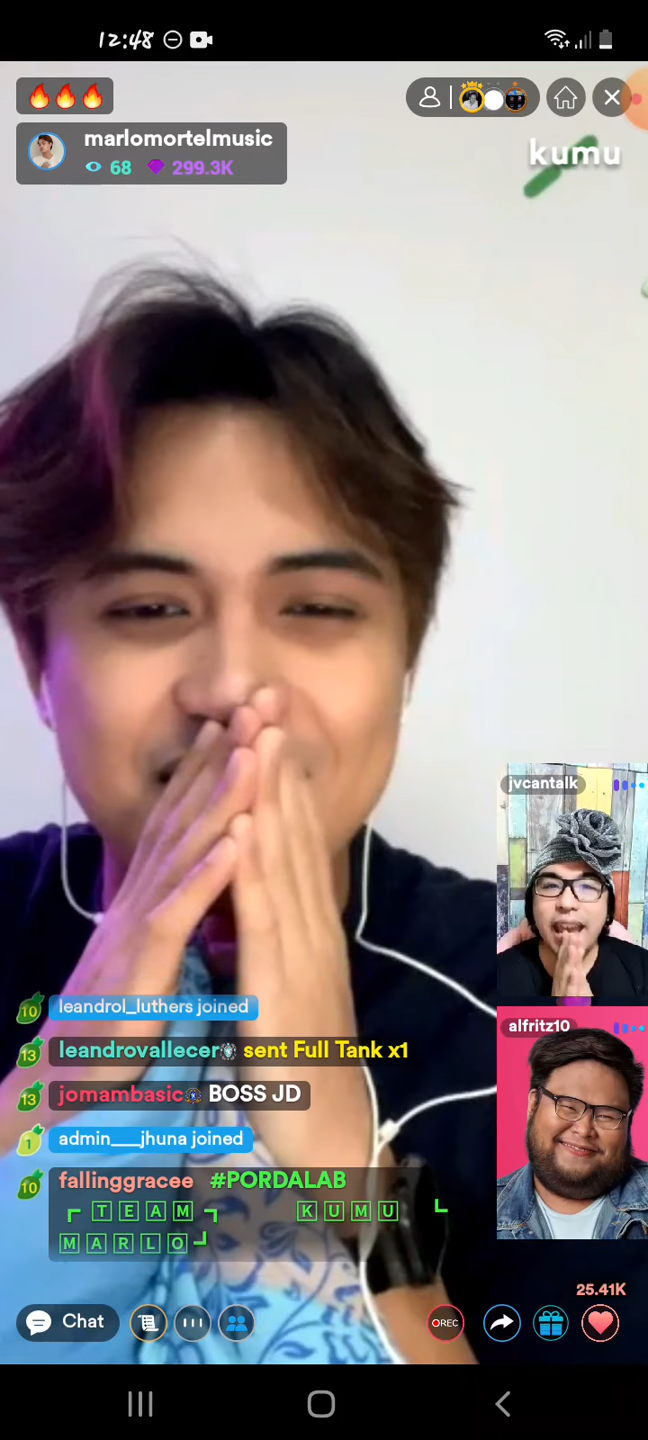 12:48
🔥🔥🔥
marlomortelmusic
68 299.3K
kumu
jvcantalk
10 leandrol_luthers joined
alfritz10
13 leandrovallecer sent Full Tank x1
13 jomambasic BOSS JD
1 admin___jhuna joined
10 fallinggracee #PORDALAB
┌ 🅃🄴🄰🄼 ┐ 🄺🅄🄼🅄 └
🄼🄰🅁🄻🄾┘
25.41K
Chat
REC